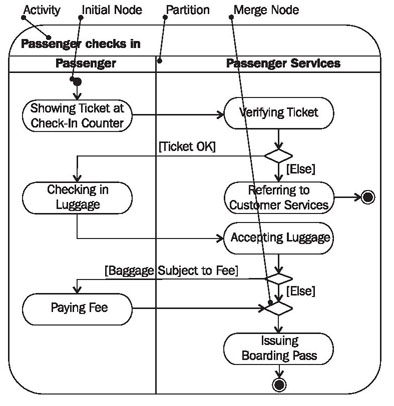 Activity Initial Node Partition Merge Node
Passenger checks in
Passenger Passenger Services
Showing Ticket at
Check-In Counter
Verifying Ticket
[Ticket OK]
[Else]
Checking in
Luggage
Referring to
Customer Services
Accepting Luggage
[Baggage Subject to Fee]
[Else]
Paying Fee
Issuing
Boarding Pass